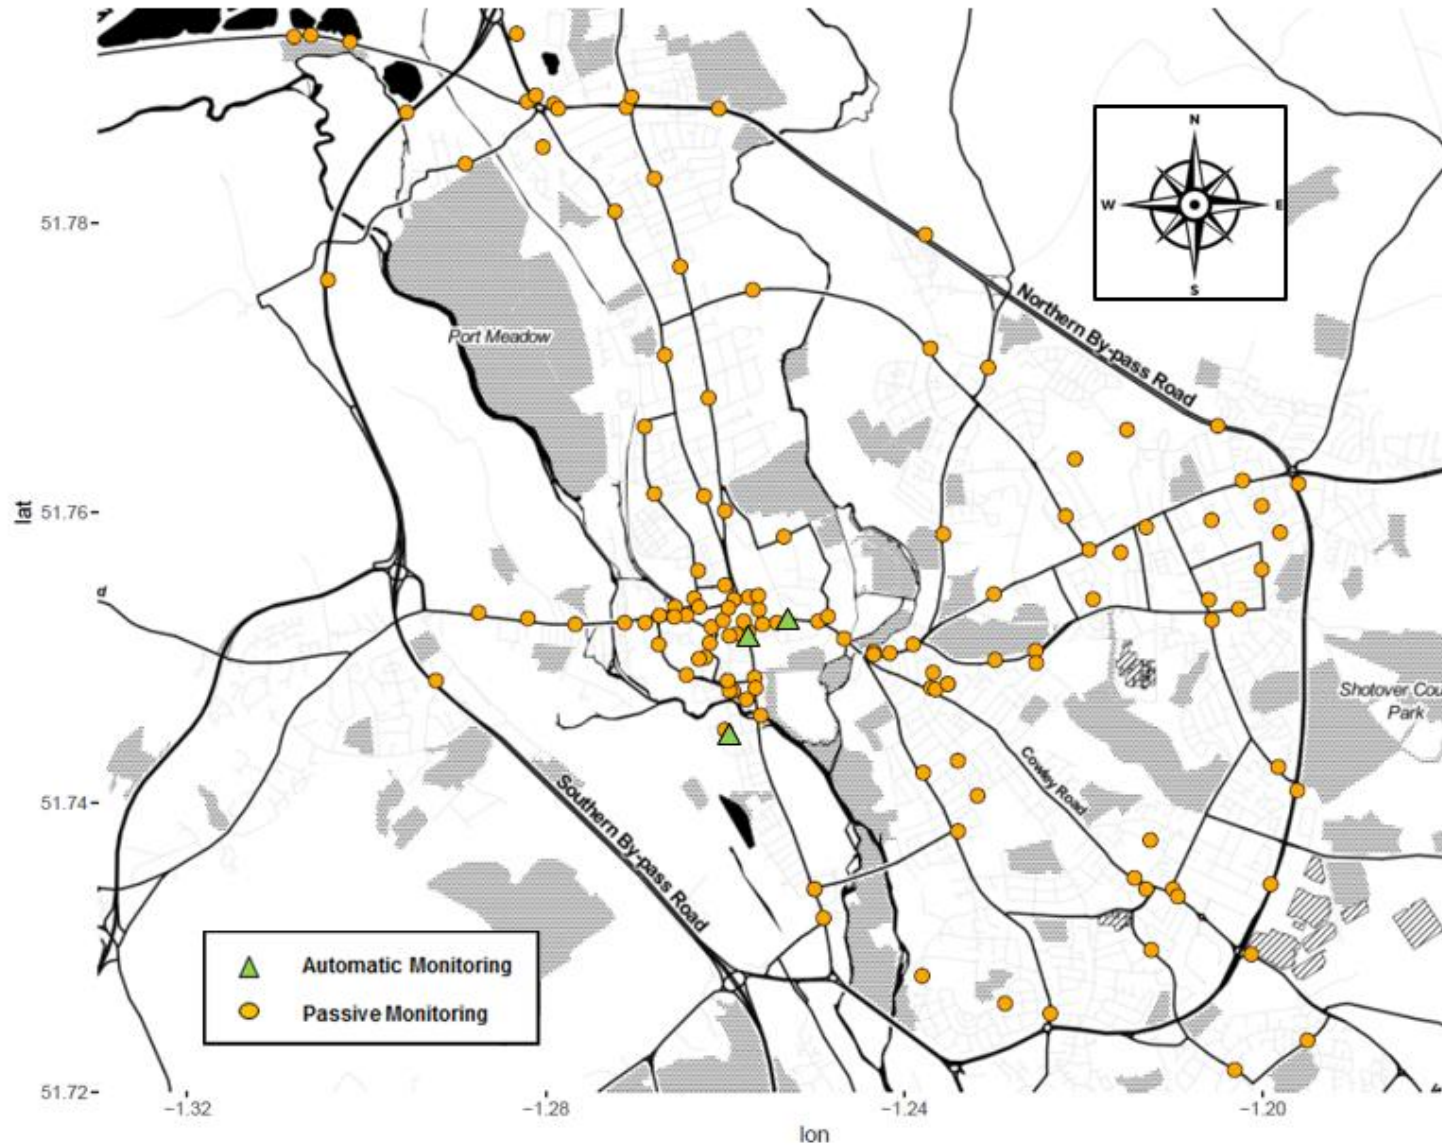 N
W
E
S
51.78
Northern By-pass Road
Port Meadow
lat
51.76
d
Shotover Cou
Park
Cowley Road
51.74
Southern By-pass Road
Automatic Monitoring
Passive Monitoring
51.72
−1.32
−1.28
−1.24
−1.20
lon